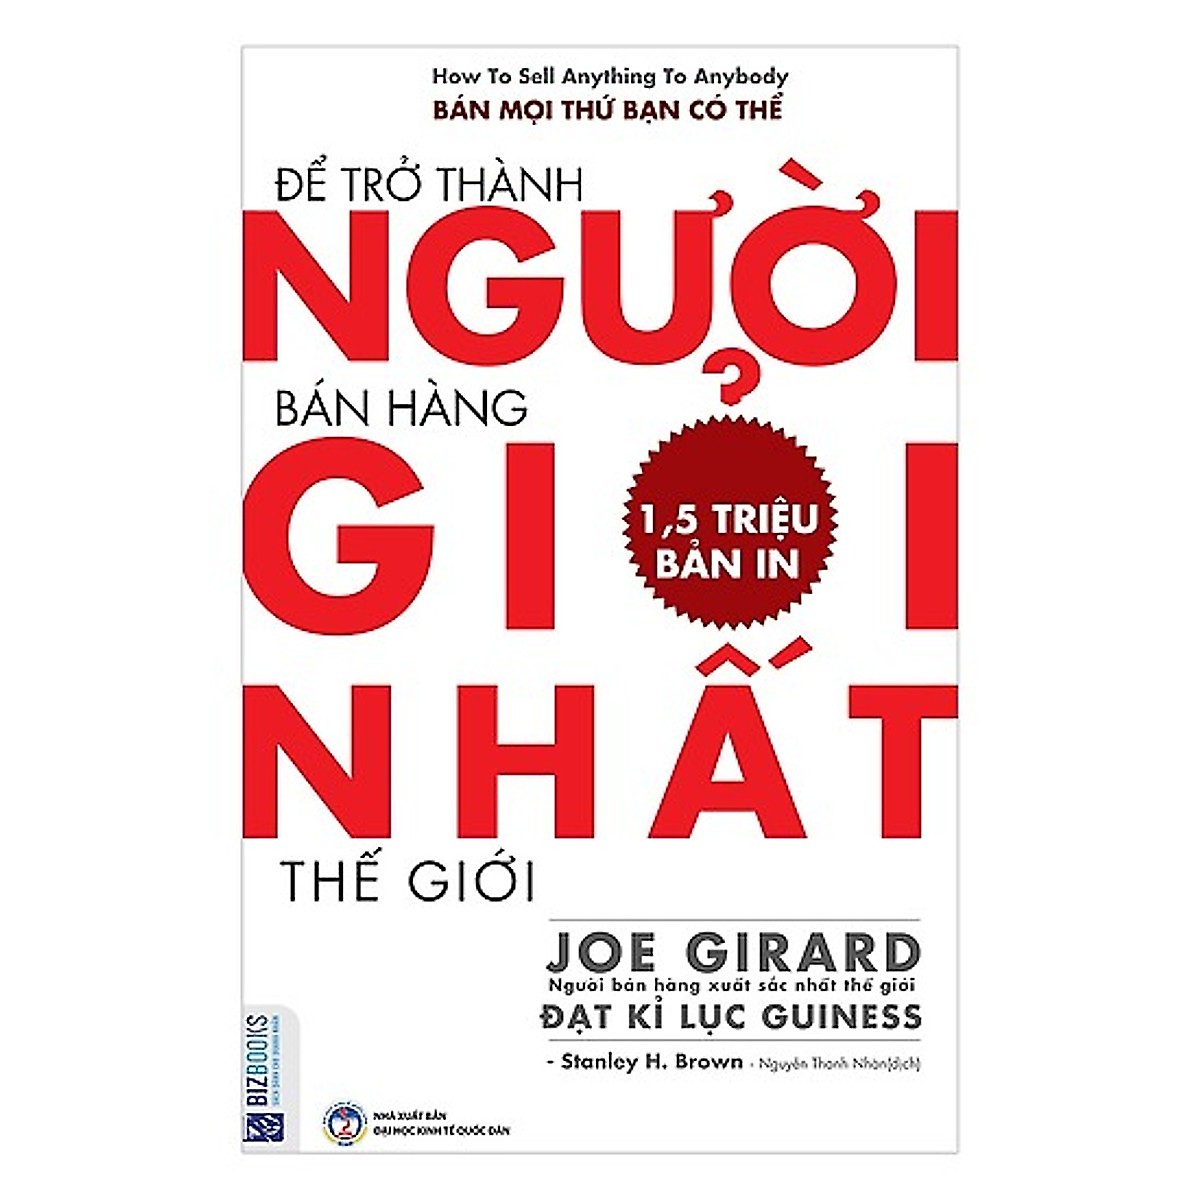 How To Sell Anything To Anybody
BÁN MỌI THỨ BẠN CÓ THỂ
ĐỂ TRỞ THÀNH
NGƯỜI
BÁN HÀNG
GIỎI
1,5 TRIỆU
BẢN IN
NHẤT
THẾ GIỚI
JOE GIRARD
Người bán hàng xuất sắc nhất thế giới
ĐẠT KỈ LỤC GUINESS
- Stanley H. Brown - Nguyễn Thanh Nhàn(dịch)
BIZBOOKS
NHÀ XUẤT BẢN
ĐẠI HỌC KINH TẾ QUỐC DÂN